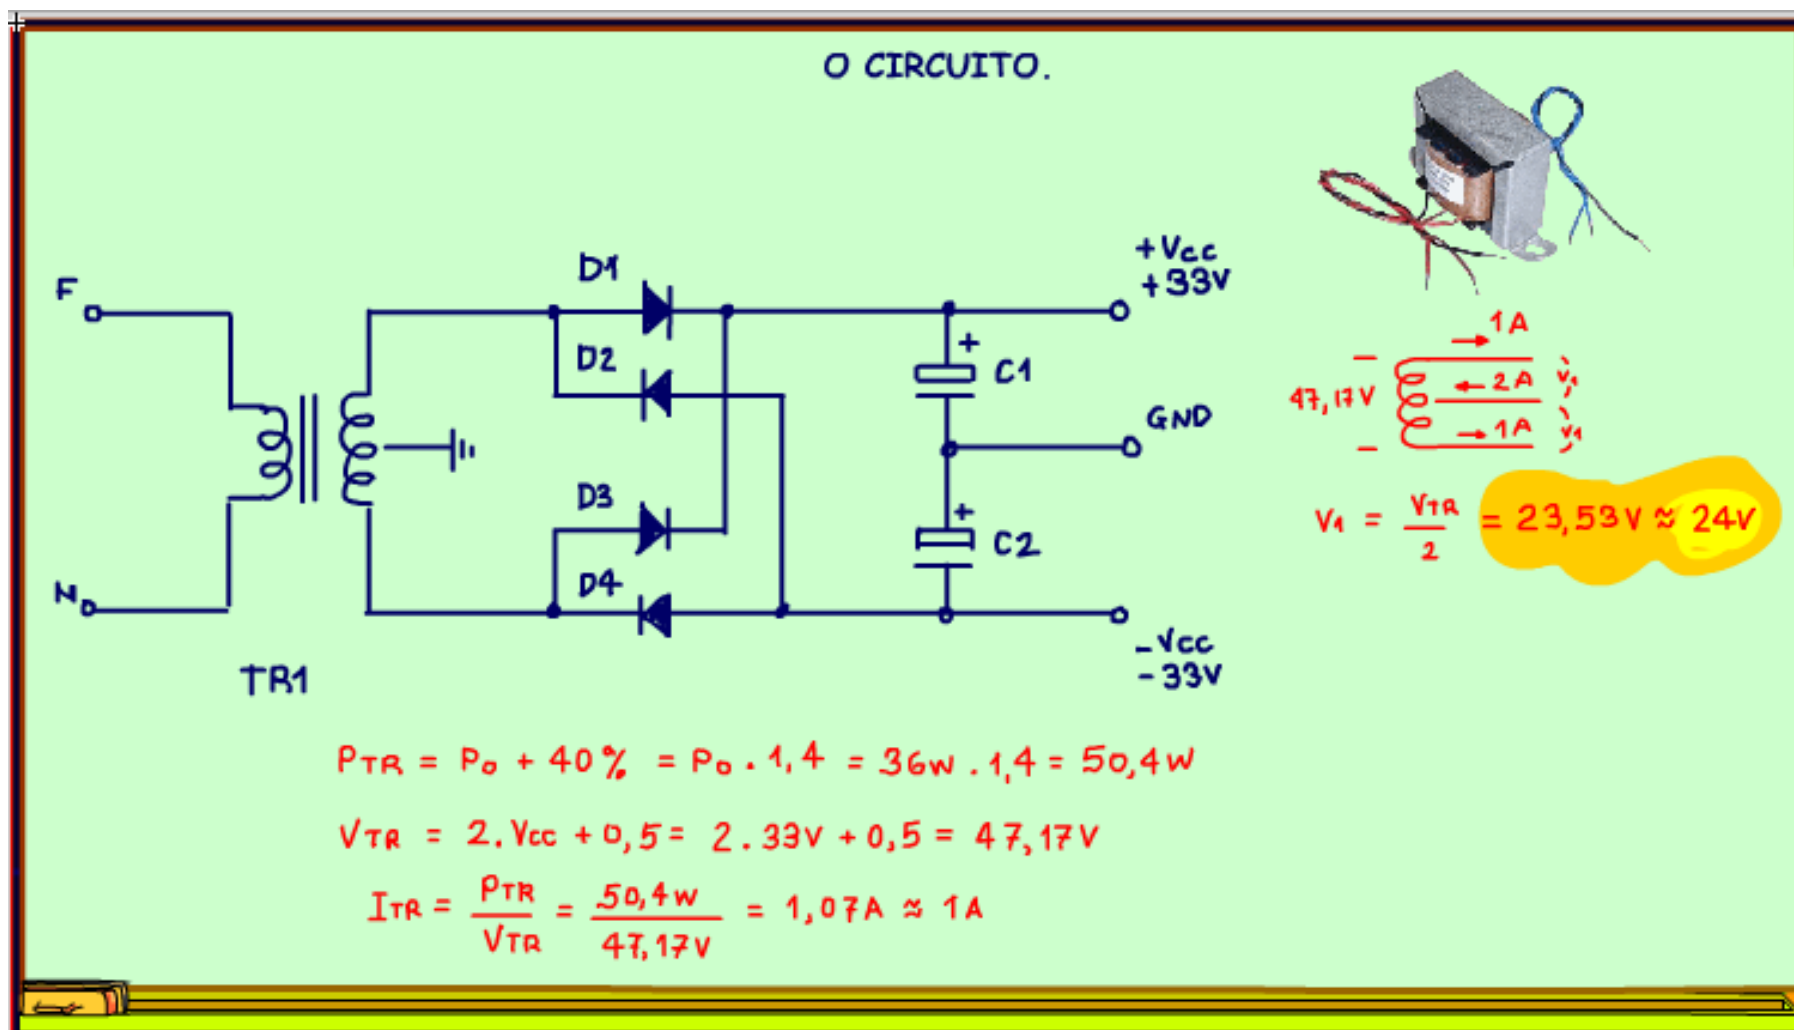 O CIRCUITO.
F
N
TR1
D1
D2
D3
D4
+
C1
+
C2
+Vcc
+33V
GND
-Vcc
-33V
1A
2A
1A
V1
V1
47,17V
V1 = VTR / 2 = 23,53V ≈ 24V
PTR = Po + 40% = Po . 1,4 = 36W . 1,4 = 50,4W
VTR = 2.Vcc + 0,5 = 2.33V + 0,5 = 47,17V
ITR = PTR / VTR = 50,4W / 47,17V = 1,07A ≈ 1A